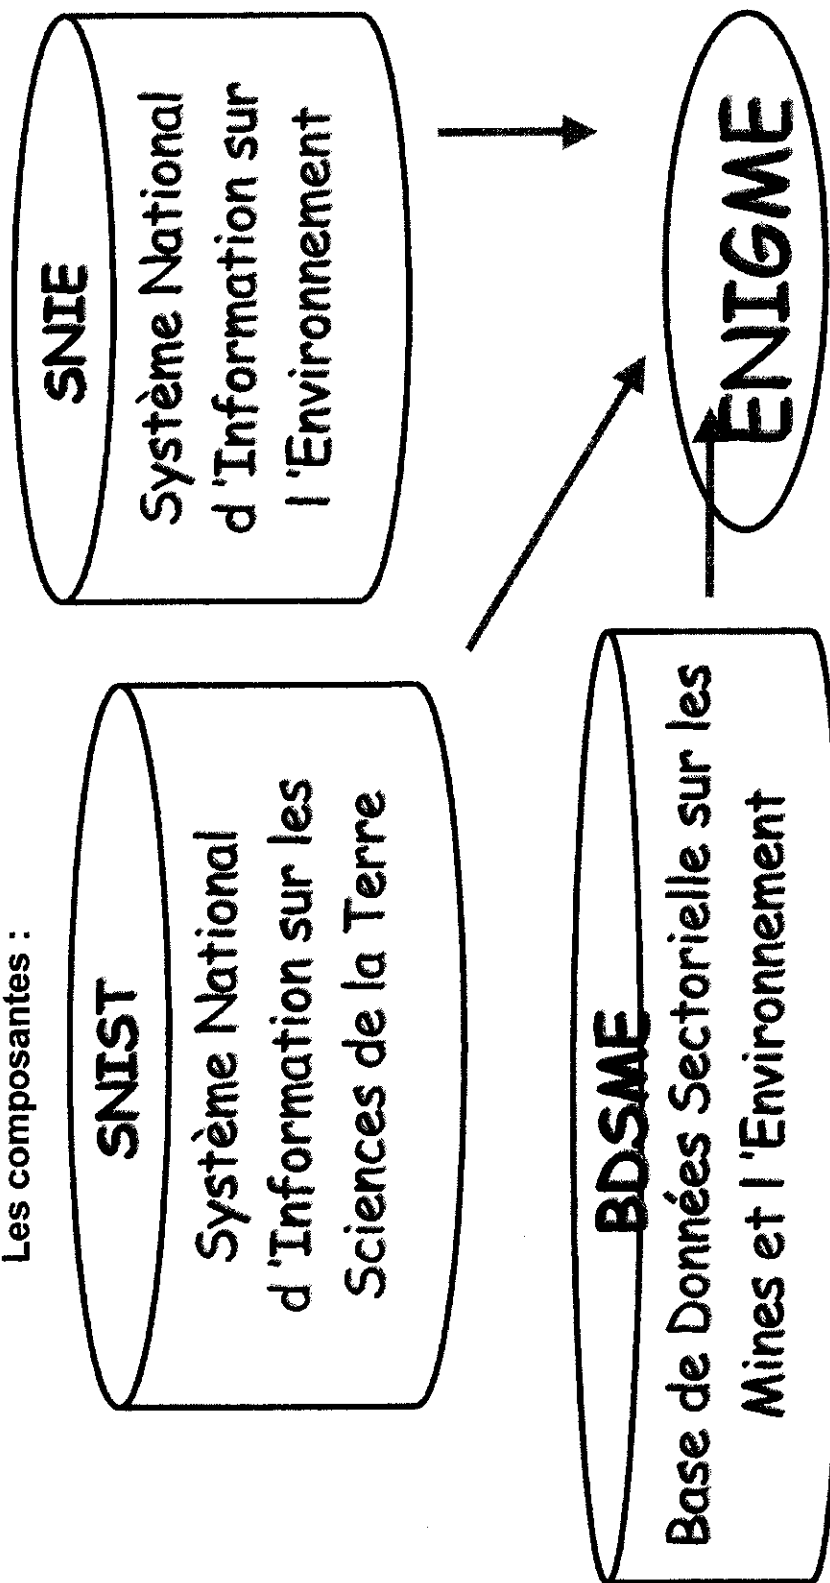 Les composantes :
SNIST
Système National
d 'Information sur les
Sciences de la Terre
SNIE
Système National
d 'Information sur
l 'Environnement
BDSME
Base de Données Sectorielle sur les
Mines et l 'Environnement
ENIGME